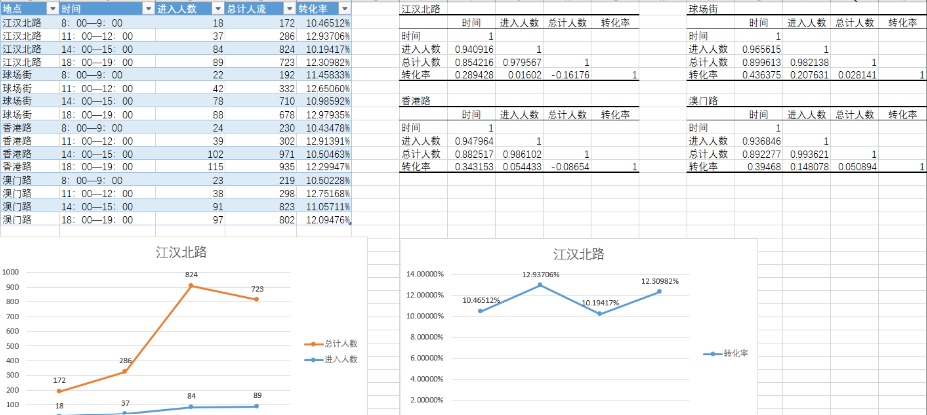 地点 时间 进入人数 总计人流 转化率
江汉北路 8：00—9：00 18 172 10.46512%
江汉北路 11：00—12：00 37 286 12.93706%
江汉北路 14：00—15：00 84 824 10.19417%
江汉北路 18：00—19：00 89 723 12.30982%
球场街 8：00—9：00 22 192 11.45833%
球场街 11：00—12：00 42 332 12.65060%
球场街 14：00—15：00 78 710 10.98592%
球场街 18：00—19：00 88 678 12.97935%
香港路 8：00—9：00 24 230 10.43478%
香港路 11：00—12：00 39 302 12.91391%
香港路 14：00—15：00 102 971 10.50463%
香港路 18：00—19：00 115 935 12.29947%
澳门路 8：00—9：00 23 219 10.50228%
澳门路 11：00—12：00 38 298 12.75168%
澳门路 14：00—15：00 91 823 11.05711%
澳门路 18：00—19：00 97 802 12.09476%
江汉北路
时间 进入人数 总计人数 转化率
时间 1
进入人数 0.940916 1
总计人数 0.854216 0.979567 1
转化率 0.289428 0.01602 -0.16176 1
球场街
时间 进入人数 总计人数 转化率
时间 1
进入人数 0.965615 1
总计人数 0.899613 0.982138 1
转化率 0.436375 0.207631 0.028141 1
香港路
时间 进入人数 总计人数 转化率
时间 1
进入人数 0.947964 1
总计人数 0.882517 0.986102 1
转化率 0.343153 0.054433 -0.08654 1
澳门路
时间 进入人数 总计人数 转化率
时间 1
进入人数 0.936846 1
总计人数 0.892277 0.993621 1
转化率 0.39468 0.148078 0.050894 1
江汉北路
1000
900
800
700
600
500
400
300
200
100
172
286
824
723
18
37
84
89
总计人数
进入人数
江汉北路
14.00000%
12.00000%
10.00000%
8.00000%
6.00000%
4.00000%
2.00000%
10.46512%
12.93706%
10.19417%
12.30982%
转化率